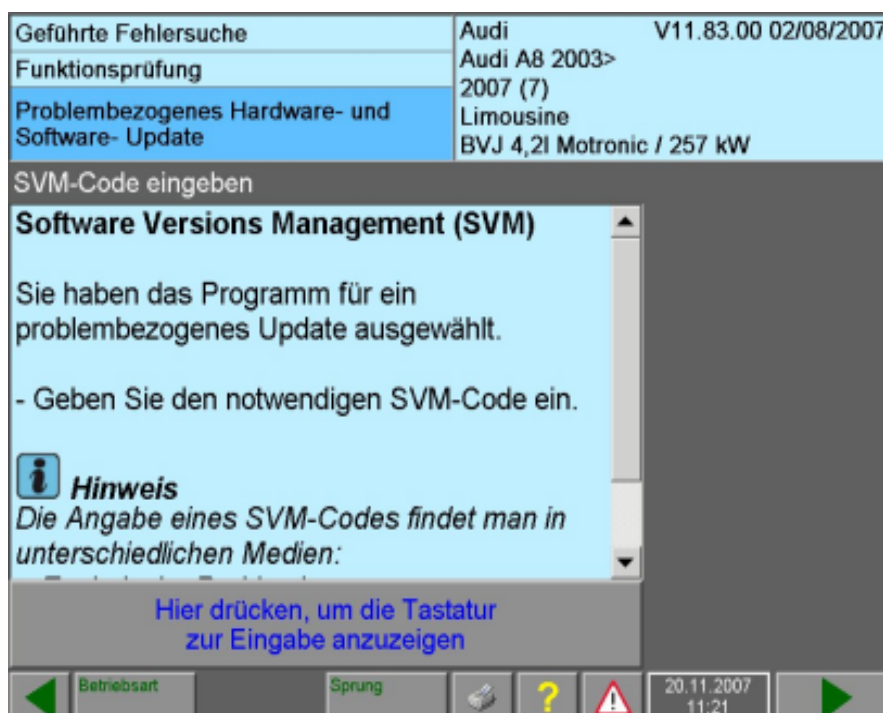 Geführte Fehlersuche
Funktionsprüfung
Problembezogenes Hardware- und
Software- Update
Audi V11.83.00 02/08/2007
Audi A8 2003>
2007 (7)
Limousine
BVJ 4,2l Motronic / 257 kW
SVM-Code eingeben
Software Versions Management (SVM)
Sie haben das Programm für ein
problembezogenes Update ausgewählt.
- Geben Sie den notwendigen SVM-Code ein.
Hinweis
Die Angabe eines SVM-Codes findet man in
unterschiedlichen Medien:
Hier drücken, um die Tastatur
zur Eingabe anzuzeigen
Betriebsart
Sprung
?
20.11.2007
11:21